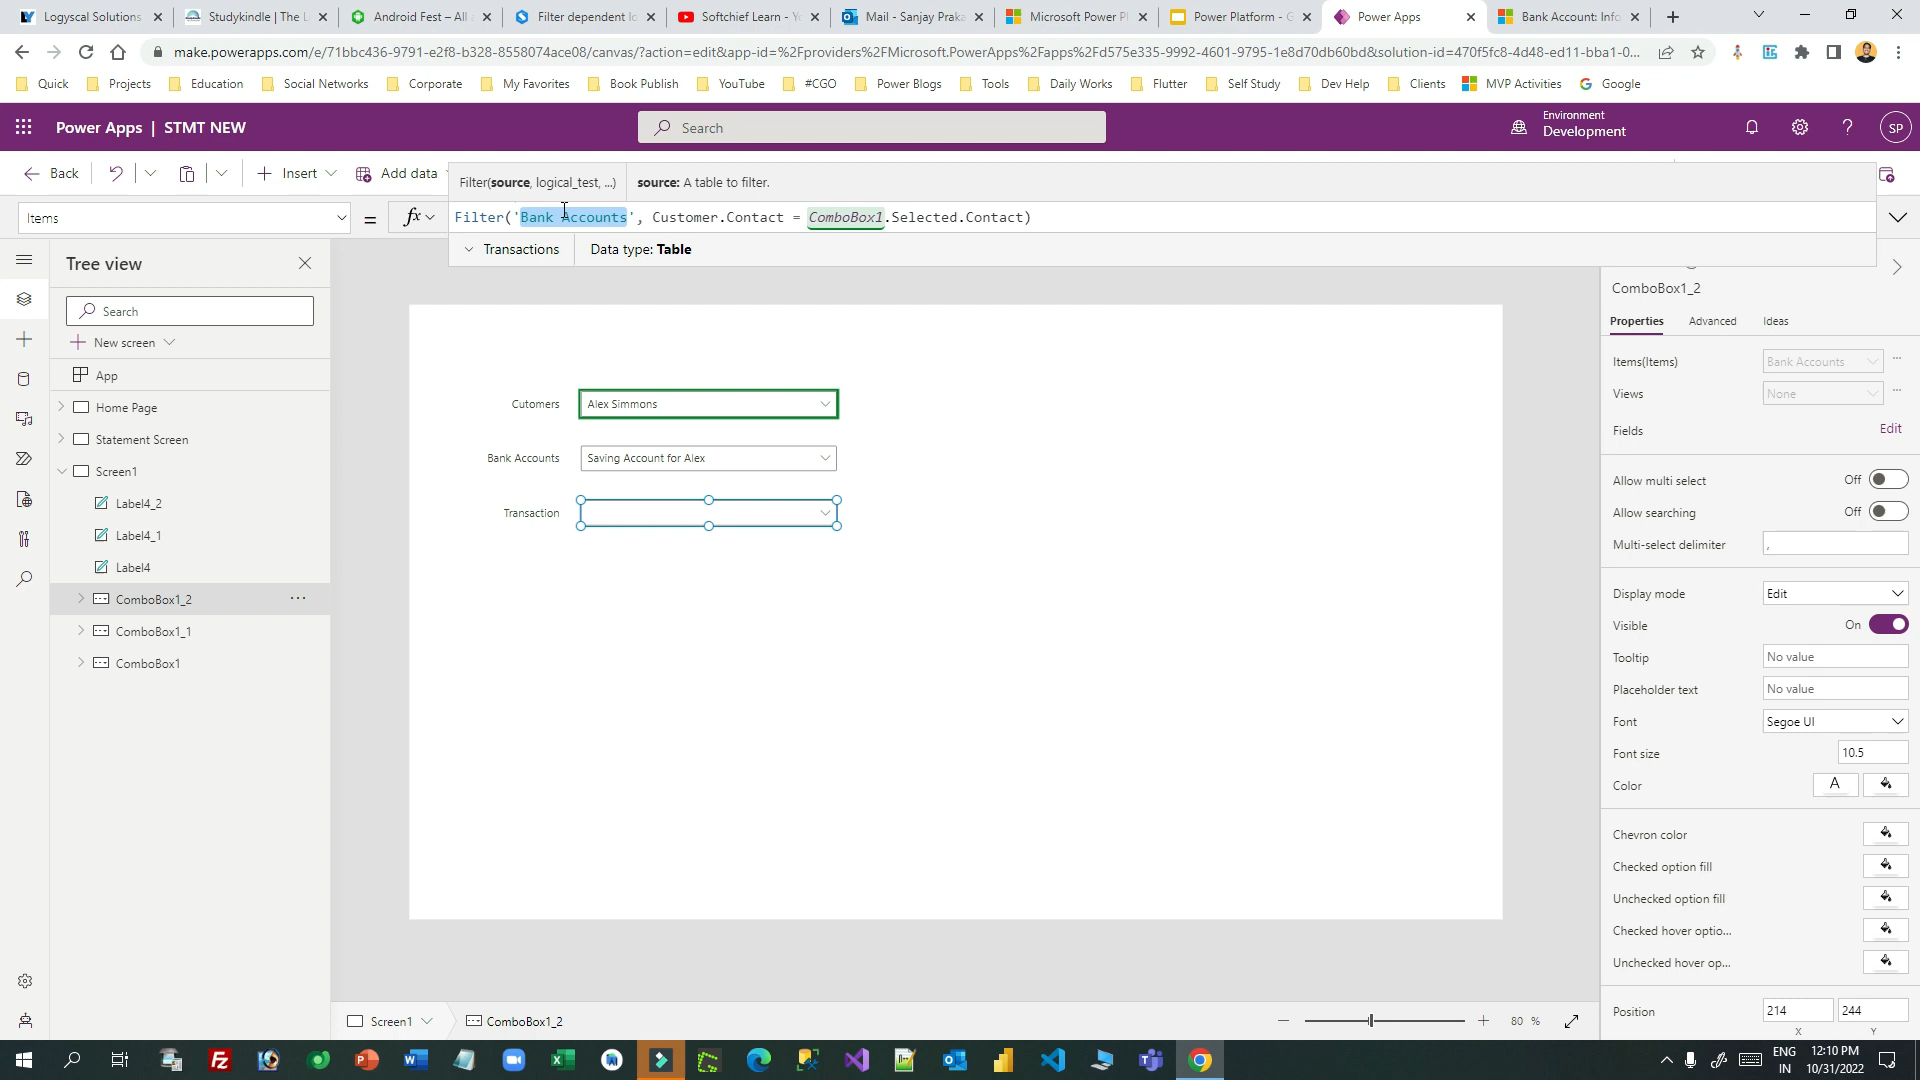 Logyscal Solutions
Studykindle | The L
Android Fest – All a
Filter dependent lo
Softchief Learn - Yo
Mail - Sanjay Praka
Microsoft Power Pl
Power Platform - G
Power Apps
Bank Account: Info
make.powerapps.com/e/71bbc436-9791-e2f8-b328-8558074ace08/canvas/?action=edit&app-id=%2Fproviders%2FMicrosoft.PowerApps%2Fapps%2Fd575e335-9992-4601-9795-1e8d70db60bd&solution-id=470f5fc8-4d48-ed11-bba1-0...
Quick
Projects
Education
Social Networks
Corporate
My Favorites
Book Publish
YouTube
#CGO
Power Blogs
Tools
Daily Works
Flutter
Self Study
Dev Help
Clients
MVP Activities
Google
Power Apps | STMT NEW
Search
Environment
Development
SP
Back
Insert
Add data
Filter(source, logical_test, ...)
source: A table to filter.
Items
=
fx
Filter('Bank Accounts', Customer.Contact = ComboBox1.Selected.Contact)
Transactions
Data type: Table
Tree view
Search
New screen
App
Home Page
Statement Screen
Screen1
Label4_2
Label4_1
Label4
ComboBox1_2
ComboBox1_1
ComboBox1
Cutomers
Alex Simmons
Bank Accounts
Saving Account for Alex
Transaction
ComboBox1_2
Properties
Advanced
Ideas
Items(Items)
Bank Accounts
Views
None
Fields
Edit
Allow multi select
Off
Allow searching
Off
Multi-select delimiter
,
Display mode
Edit
Visible
On
Tooltip
No value
Placeholder text
No value
Font
Segoe UI
Font size
10.5
Color
A
Chevron color
Checked option fill
Unchecked option fill
Checked hover optio...
Unchecked hover op...
Position
214
244
X
Y
Screen1
ComboBox1_2
80 %
ENG
IN
12:10 PM
10/31/2022